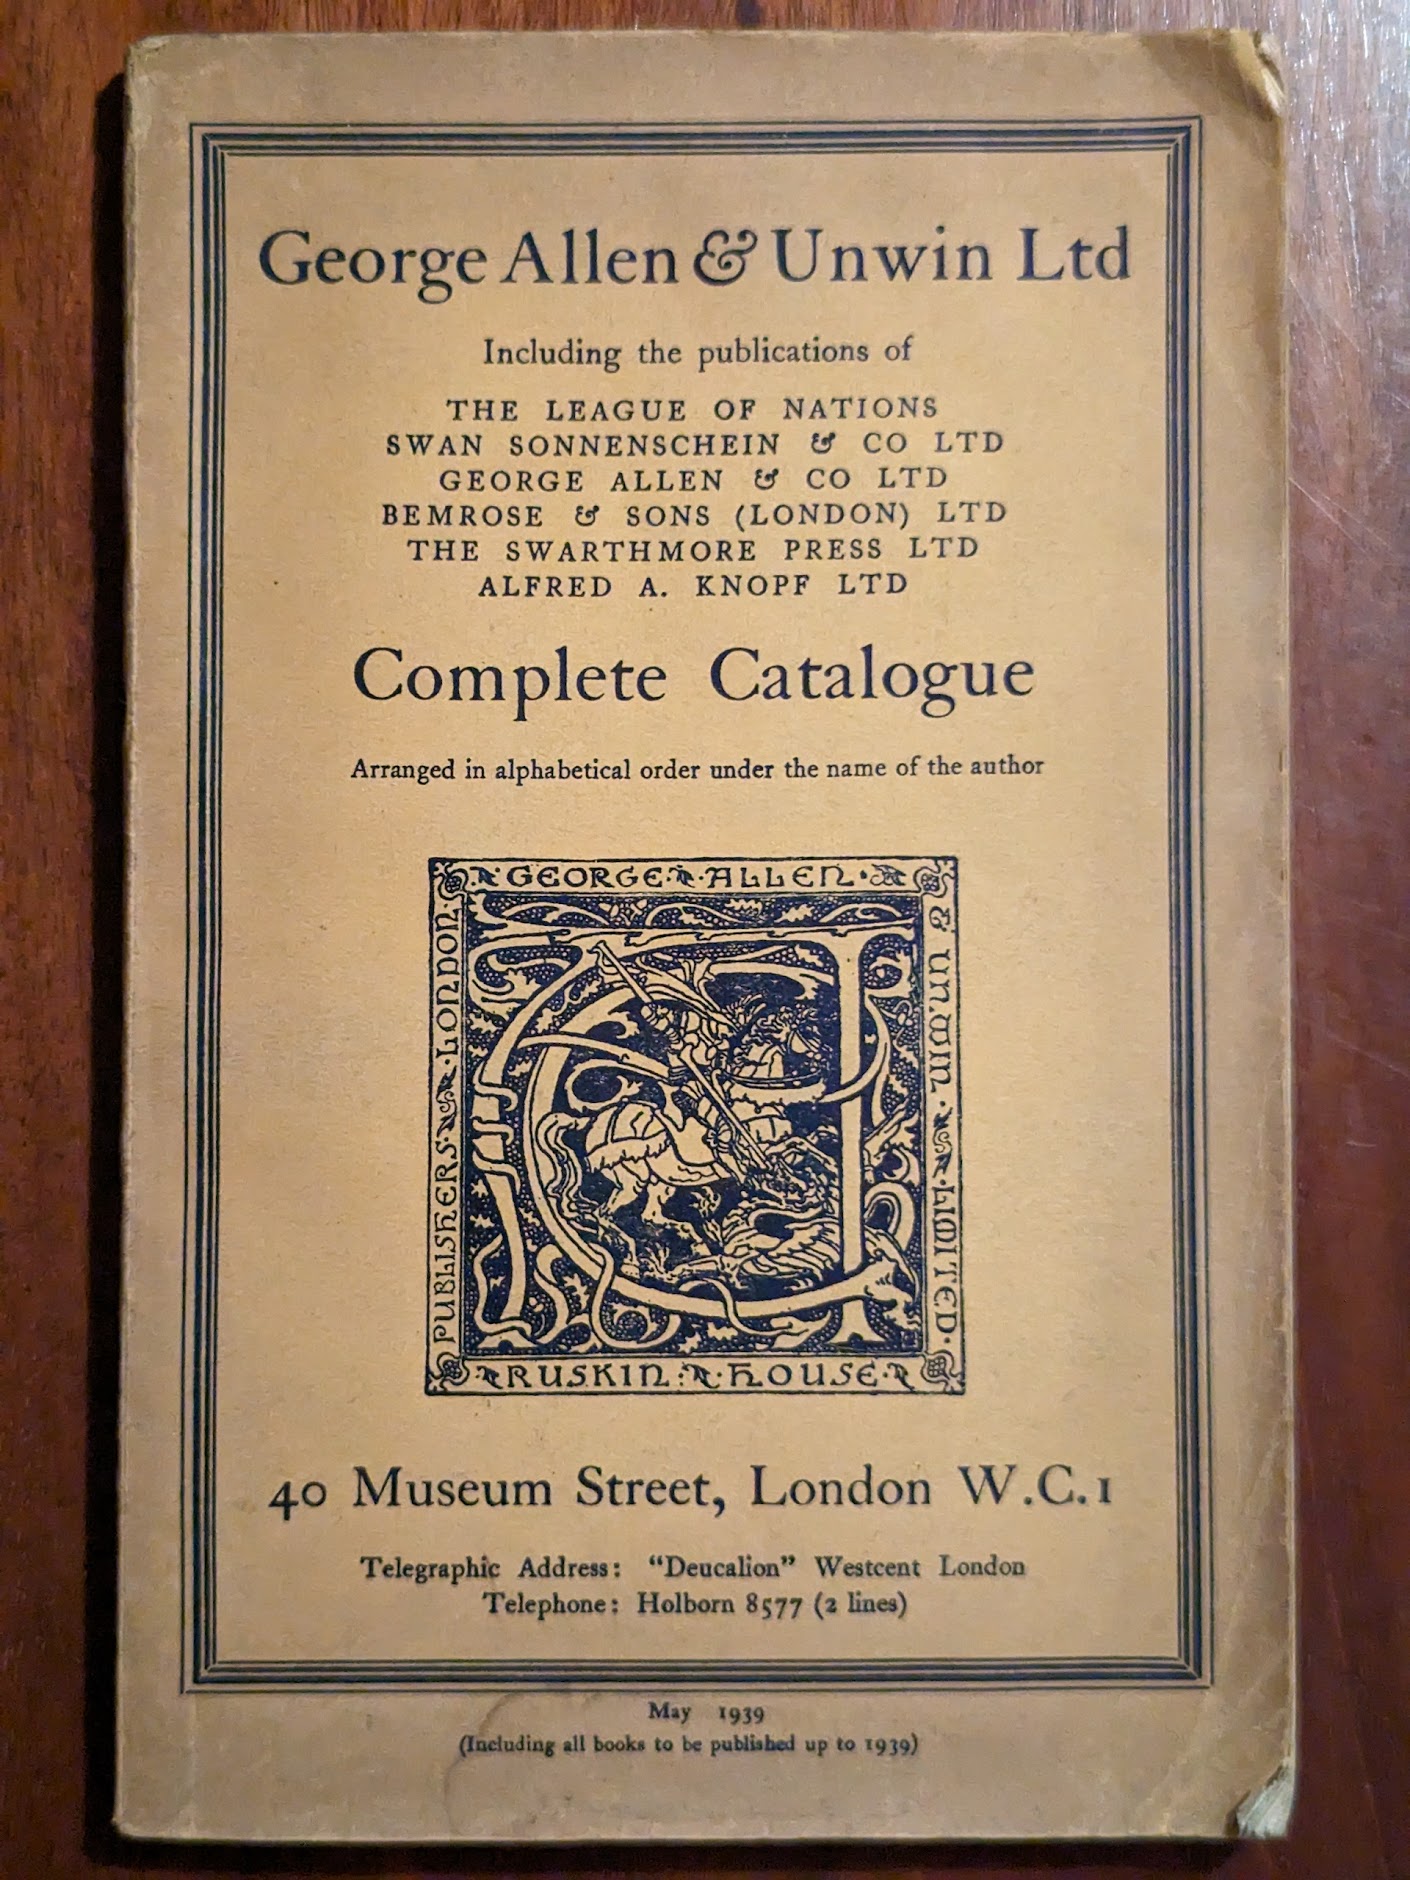 George Allen & Unwin Ltd
Including the publications of
THE LEAGUE OF NATIONS
SWAN SONNENSCHEIN & CO LTD
GEORGE ALLEN & CO LTD
BEMROSE & SONS (LONDON) LTD
THE SWARTHMORE PRESS LTD
ALFRED A. KNOPF LTD
Complete Catalogue
Arranged in alphabetical order under the name of the author
GEORGE · ALLEN ·
& UNWIN · LIMITED ·
RUSKIN · HOUSE ·
PUBLISHERS · LONDON ·
40 Museum Street, London W.C.1
Telegraphic Address: “Deucalion” Westcent London
Telephone: Holborn 8577 (2 lines)
May 1939
(Including all books to be published up to 1939)